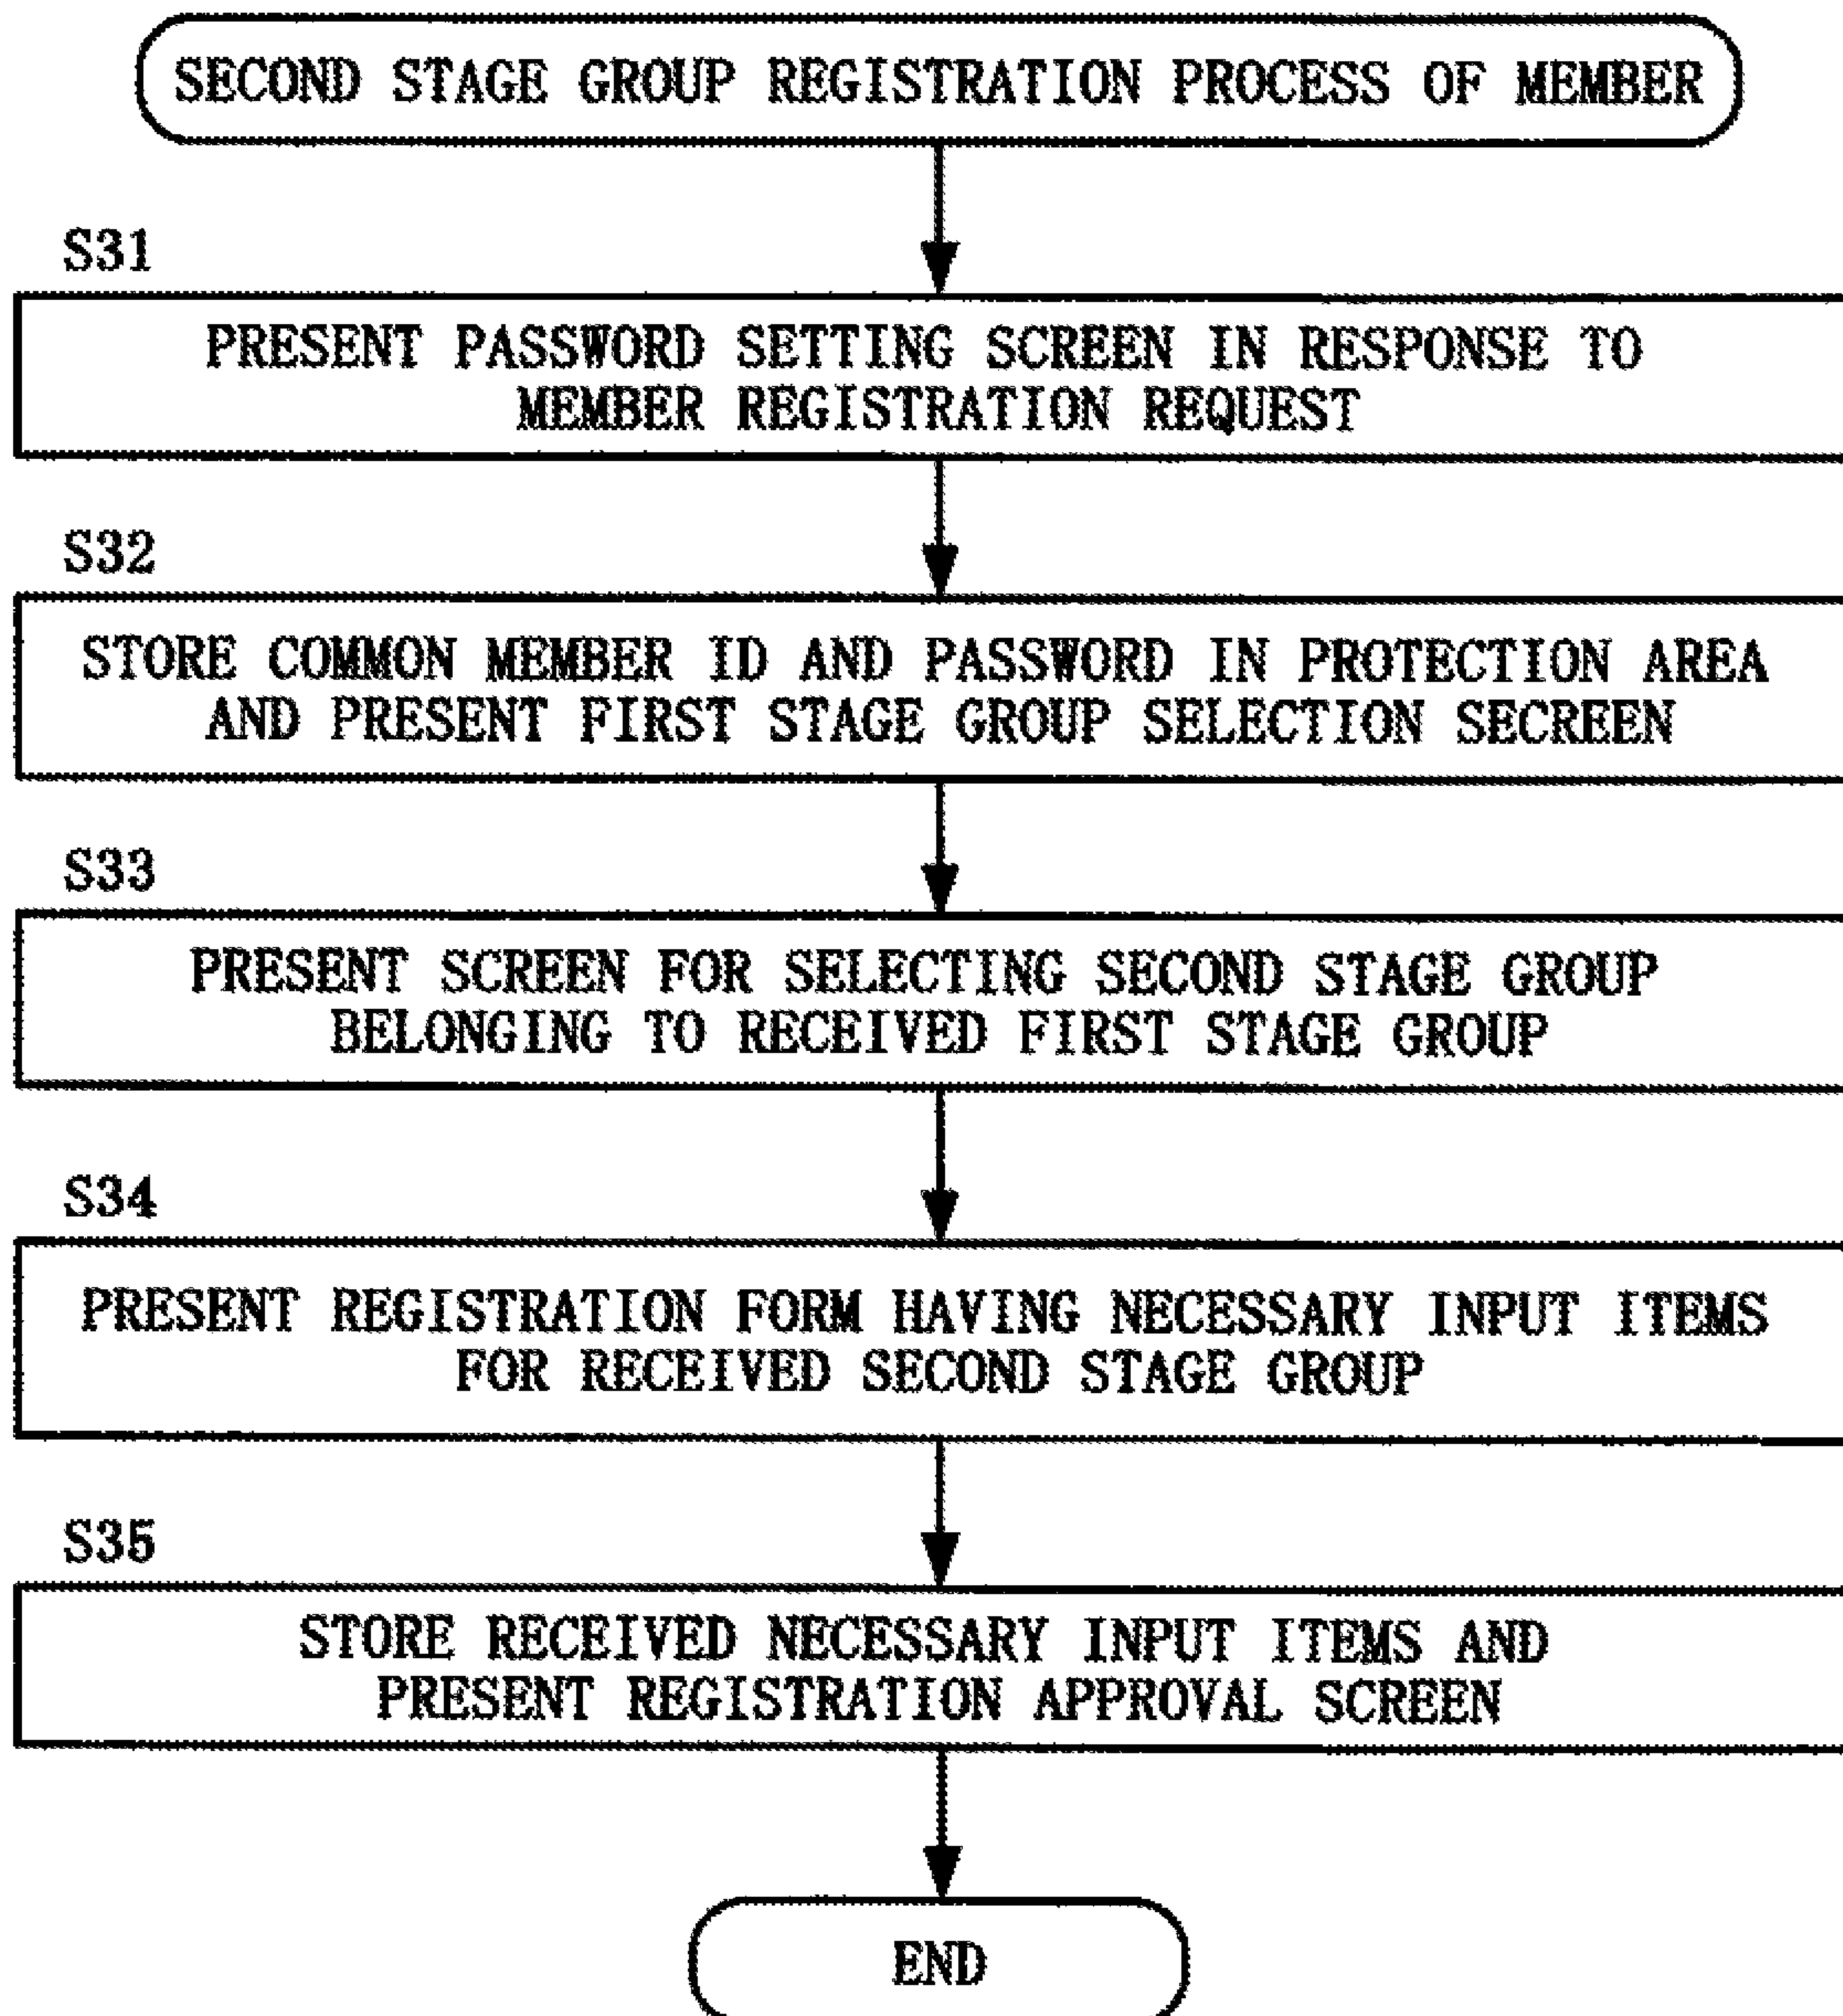 SECOND STAGE GROUP REGISTRATION PROCESS OF MEMBER
S31
PRESENT PASSWORD SETTING SCREEN IN RESPONSE TO
MEMBER REGISTRATION REQUEST
S32
STORE COMMON MEMBER ID AND PASSWORD IN PROTECTION AREA
AND PRESENT FIRST STAGE GROUP SELECTION SECREEN
S33
PRESENT SCREEN FOR SELECTING SECOND STAGE GROUP
BELONGING TO RECEIVED FIRST STAGE GROUP
S34
PRESENT REGISTRATION FORM HAVING NECESSARY INPUT ITEMS
FOR RECEIVED SECOND STAGE GROUP
S35
STORE RECEIVED NECESSARY INPUT ITEMS AND
PRESENT REGISTRATION APPROVAL SCREEN
END